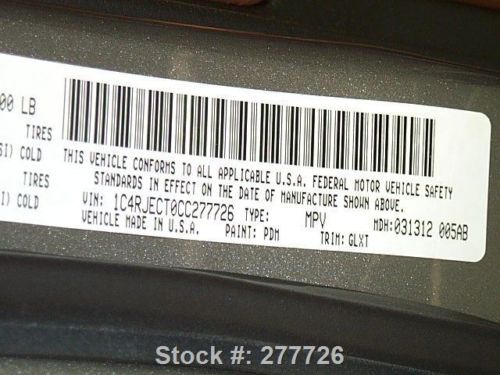 00 LB
TIRES
SI) COLD
THIS VEHICLE CONFORMS TO ALL APPLICABLE U.S.A. FEDERAL MOTOR VEHICLE SAFETY
STANDARDS IN EFFECT ON THE DATE OF MANUFACTURE SHOWN ABOVE.
TIRES
SI) COLD
VIN: 1C4RJECT0CC277726 TYPE: MPV MDH:031312 005AB
VEHICLE MADE IN U.S.A. PAINT: PDM TRIM: GLXT
Stock #: 277726